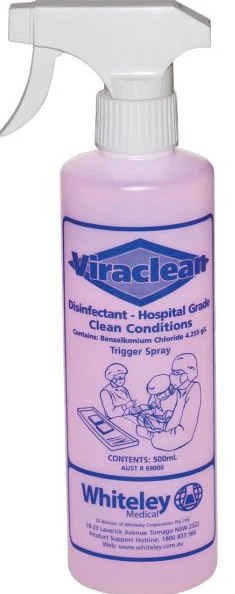 Viraclean
Disinfectant - Hospital Grade
Clean Conditions
Contains: Benzalkonium Chloride 4.255 g/L
Trigger Spray
CONTENTS: 500mL
AUST R 69000
Whiteley
Medical
(A division of Whiteley Corporation Pty Ltd)
19-23 Laverick Avenue Tomago NSW 2322
Product Support Hotline: 1800 833 566
Web: www.whiteley.com.au